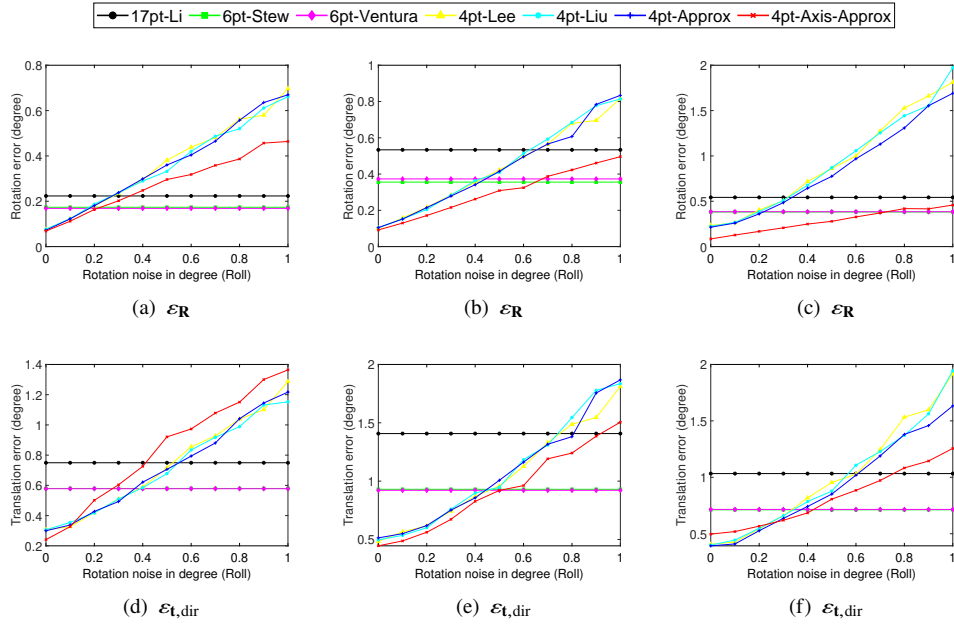 17pt-Li 6pt-Stew 6pt-Ventura 4pt-Lee 4pt-Liu 4pt-Approx 4pt-Axis-Approx
Rotation error (degree)
0.8
0.6
0.4
0.2
0
0 0.2 0.4 0.6 0.8 1
Rotation noise in degree (Roll)
(a) εR
Rotation error (degree)
1
0.8
0.6
0.4
0.2
0
0 0.2 0.4 0.6 0.8 1
Rotation noise in degree (Roll)
(b) εR
Rotation error (degree)
2
1.5
1
0.5
0
0 0.2 0.4 0.6 0.8 1
Rotation noise in degree (Roll)
(c) εR
Translation error (degree)
1.4
1.2
1
0.8
0.6
0.4
0.2
0 0.2 0.4 0.6 0.8 1
Rotation noise in degree (Roll)
(d) εt,dir
Translation error (degree)
2
1.5
1
0.5
0 0.2 0.4 0.6 0.8 1
Rotation noise in degree (Roll)
(e) εt,dir
Translation error (degree)
2
1.5
1
0.5
0 0.2 0.4 0.6 0.8 1
Rotation noise in degree (Roll)
(f) εt,dir